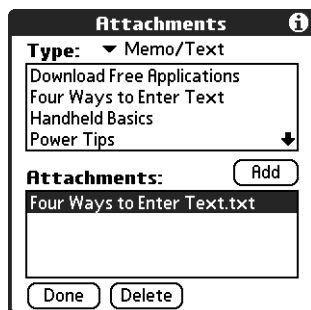 Attachments
Type: Memo/Text
Download Free Applications
Four Ways to Enter Text
Handheld Basics
Power Tips
Attachments: Add
Four Ways to Enter Text.txt
Done Delete